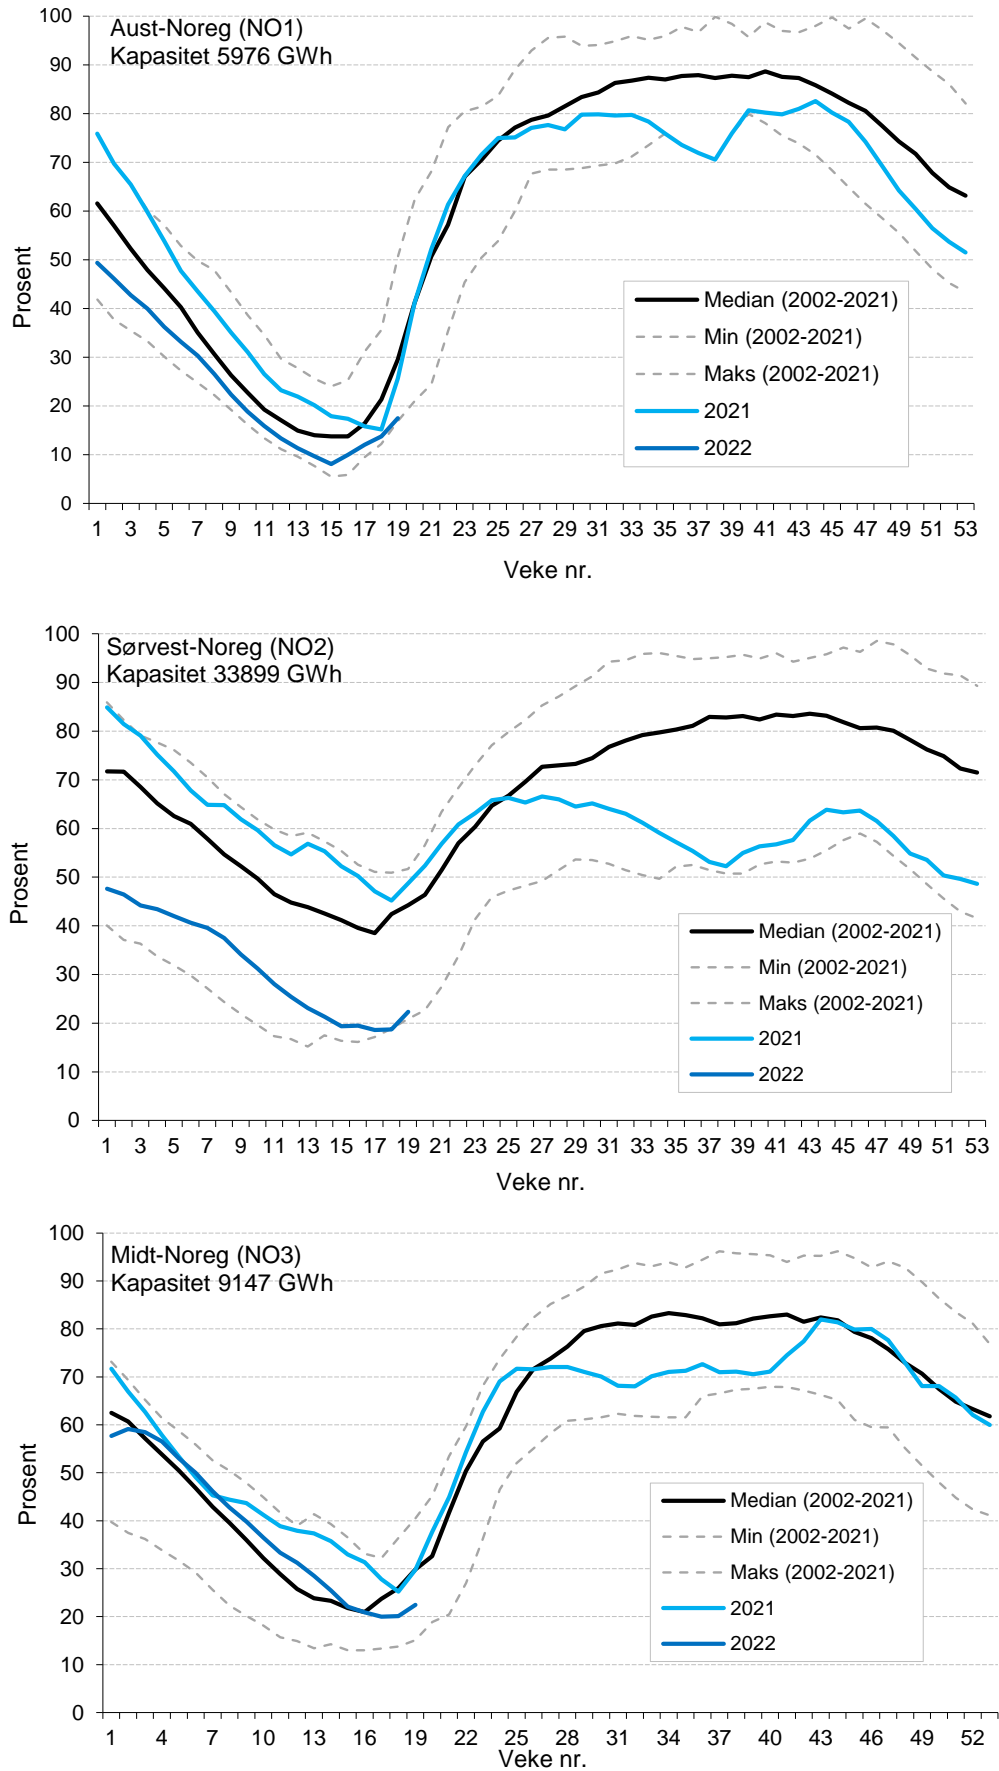 Aust-Noreg (NO1)
Kapasitet 5976 GWh
100
90
80
70
60
50
40
30
20
10
0
Prosent
Median (2002-2021)
Min (2002-2021)
Maks (2002-2021)
2021
2022
1 3 5 7 9 11 13 15 17 19 21 23 25 27 29 31 33 35 37 39 41 43 45 47 49 51 53
Veke nr.
Sørvest-Noreg (NO2)
Kapasitet 33899 GWh
100
90
80
70
60
50
40
30
20
10
0
Prosent
Median (2002-2021)
Min (2002-2021)
Maks (2002-2021)
2021
2022
1 3 5 7 9 11 13 15 17 19 21 23 25 27 29 31 33 35 37 39 41 43 45 47 49 51 53
Veke nr.
Midt-Noreg (NO3)
Kapasitet 9147 GWh
100
90
80
70
60
50
40
30
20
10
0
Prosent
Median (2002-2021)
Min (2002-2021)
Maks (2002-2021)
2021
2022
1 4 7 10 13 16 19 22 25 28 31 34 37 40 43 46 49 52
Veke nr.